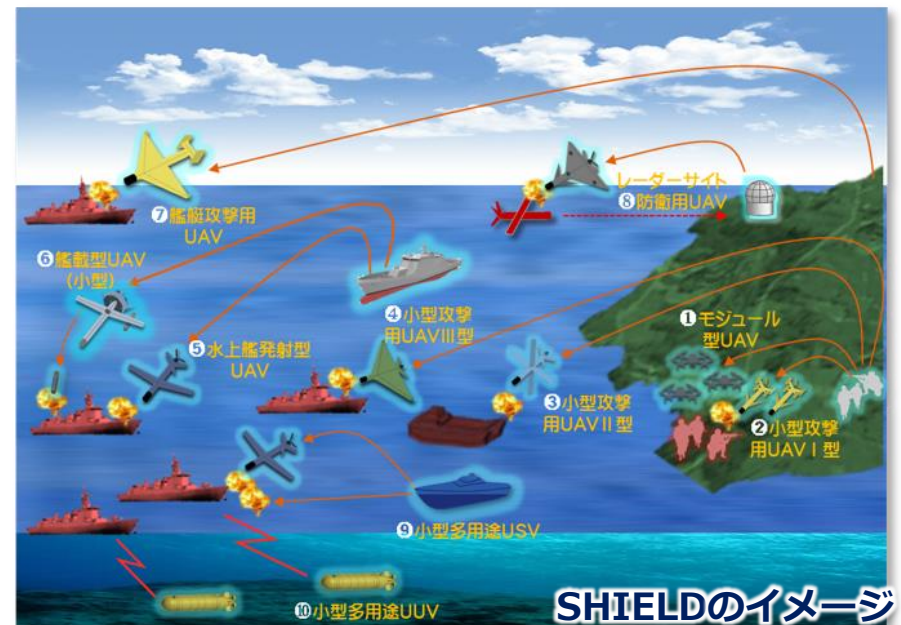 ⑦艦艇攻撃用
UAV
レーダーサイト
⑧防衛用UAV
⑥艦載型UAV
(小型)
④小型攻撃
用UAVIII型
①モジュール
型UAV
⑤水上艦発射型
UAV
③小型攻撃
用UAVII型
②小型攻撃
用UAVI型
⑨小型多用途USV
⑩小型多用途UUV
SHIELDのイメージ